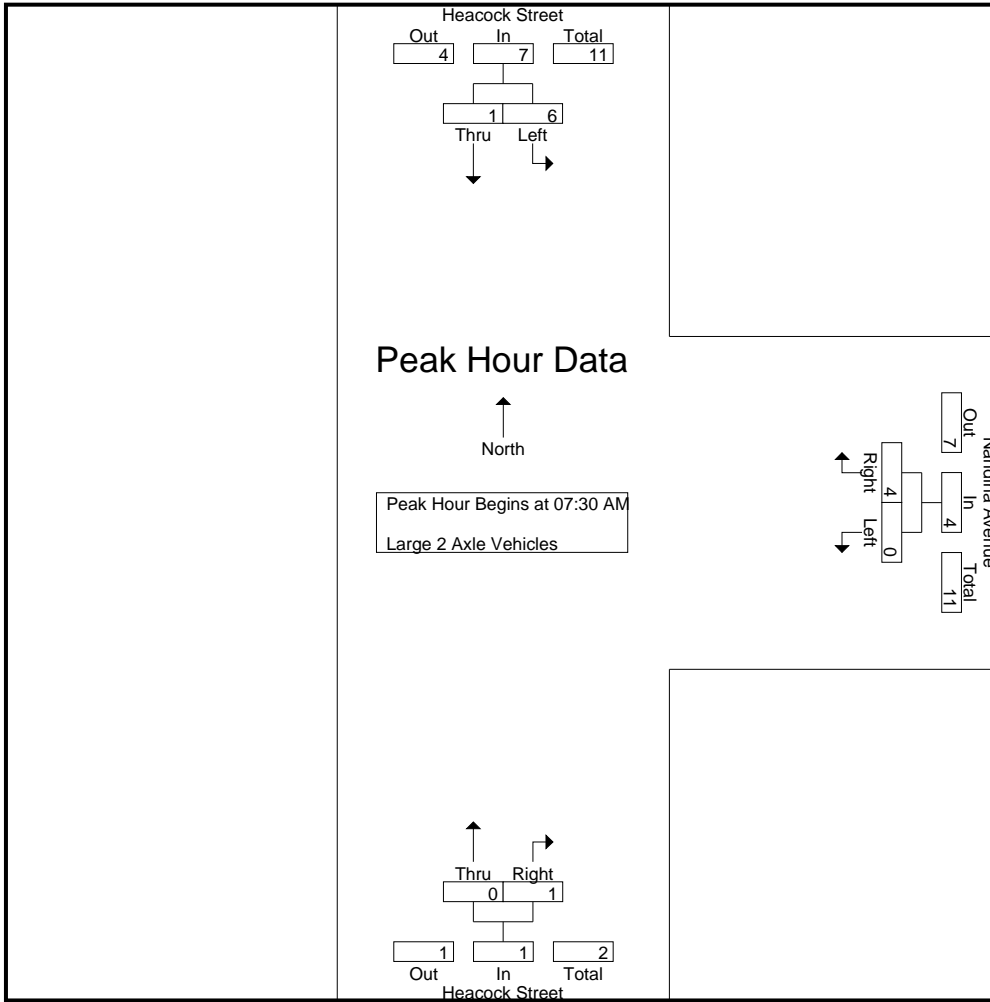 Heacock Street
Out In Total
4 7 11
1 6
Thru Left
Peak Hour Data
North
Peak Hour Begins at 07:30 AM
Large 2 Axle Vehicles
Nandina Avenue
Out In Total
7 4 11
4 0
Right Left
Thru Right
0 1
1 1 2
Out In Total
Heacock Street